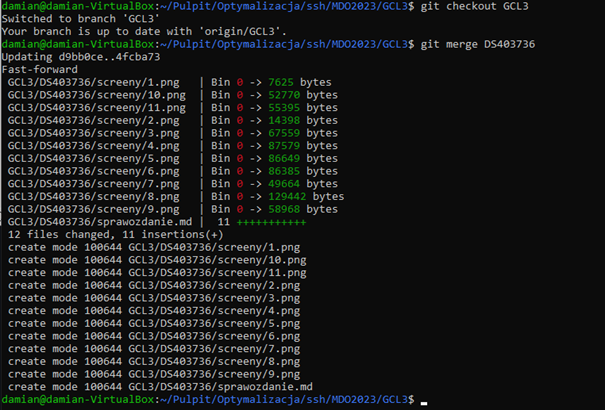 damian@damian-VirtualBox:~/Pulpit/Optymalizacja/ssh/MDO2023/GCL3$ git checkout GCL3
Switched to branch 'GCL3'
Your branch is up to date with 'origin/GCL3'.
damian@damian-VirtualBox:~/Pulpit/Optymalizacja/ssh/MDO2023/GCL3$ git merge DS403736
Updating d9bb0ce..4fcba73
Fast-forward
 GCL3/DS403736/screeny/1.png   | Bin 0 -> 7625 bytes
 GCL3/DS403736/screeny/10.png  | Bin 0 -> 52770 bytes
 GCL3/DS403736/screeny/11.png  | Bin 0 -> 55395 bytes
 GCL3/DS403736/screeny/2.png   | Bin 0 -> 14398 bytes
 GCL3/DS403736/screeny/3.png   | Bin 0 -> 67559 bytes
 GCL3/DS403736/screeny/4.png   | Bin 0 -> 87579 bytes
 GCL3/DS403736/screeny/5.png   | Bin 0 -> 86649 bytes
 GCL3/DS403736/screeny/6.png   | Bin 0 -> 86385 bytes
 GCL3/DS403736/screeny/7.png   | Bin 0 -> 49664 bytes
 GCL3/DS403736/screeny/8.png   | Bin 0 -> 129442 bytes
 GCL3/DS403736/screeny/9.png   | Bin 0 -> 58968 bytes
 GCL3/DS403736/sprawozdanie.md |  11 +++++++++++
 12 files changed, 11 insertions(+)
 create mode 100644 GCL3/DS403736/screeny/1.png
 create mode 100644 GCL3/DS403736/screeny/10.png
 create mode 100644 GCL3/DS403736/screeny/11.png
 create mode 100644 GCL3/DS403736/screeny/2.png
 create mode 100644 GCL3/DS403736/screeny/3.png
 create mode 100644 GCL3/DS403736/screeny/4.png
 create mode 100644 GCL3/DS403736/screeny/5.png
 create mode 100644 GCL3/DS403736/screeny/6.png
 create mode 100644 GCL3/DS403736/screeny/7.png
 create mode 100644 GCL3/DS403736/screeny/8.png
 create mode 100644 GCL3/DS403736/screeny/9.png
 create mode 100644 GCL3/DS403736/sprawozdanie.md
damian@damian-VirtualBox:~/Pulpit/Optymalizacja/ssh/MDO2023/GCL3$